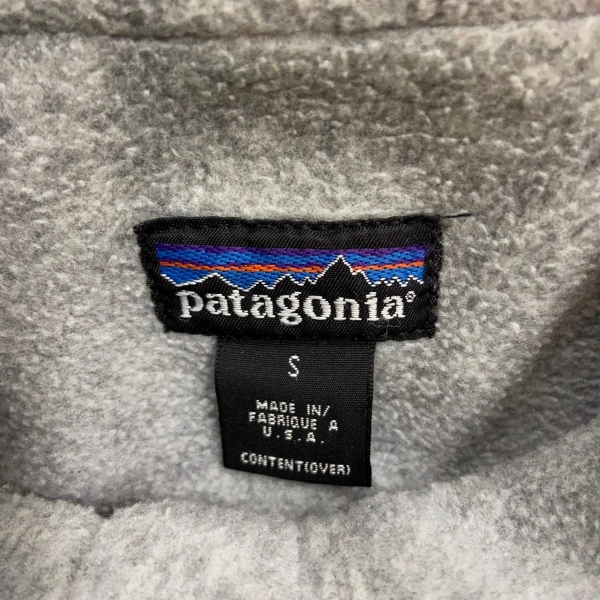 patagonia®
S
MADE IN/
FABRIQUE A
U.S.A.
CONTENT(OVER)